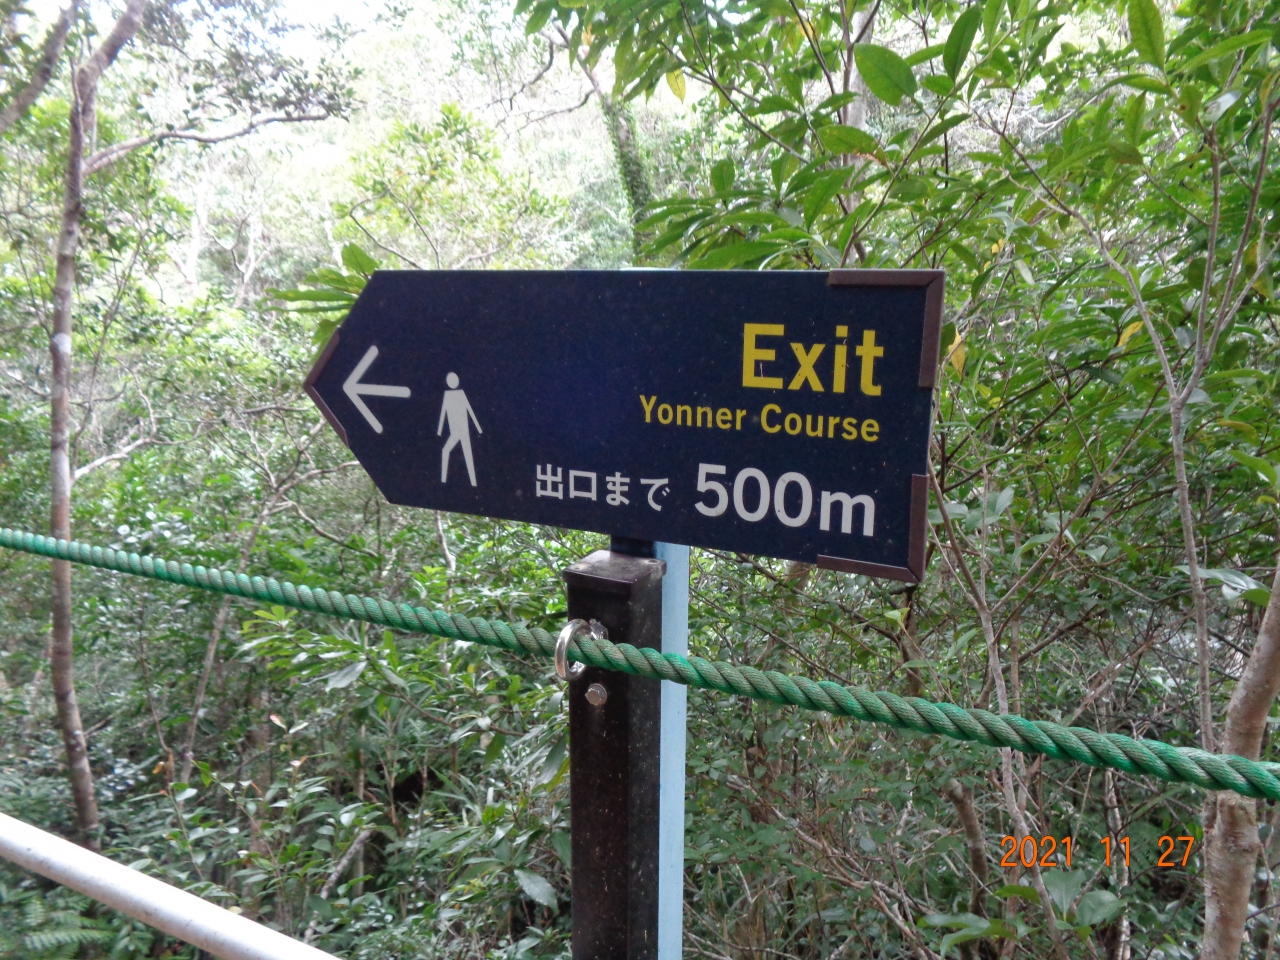 Exit
Yonner Course
出口まで 500m
2021 11 27